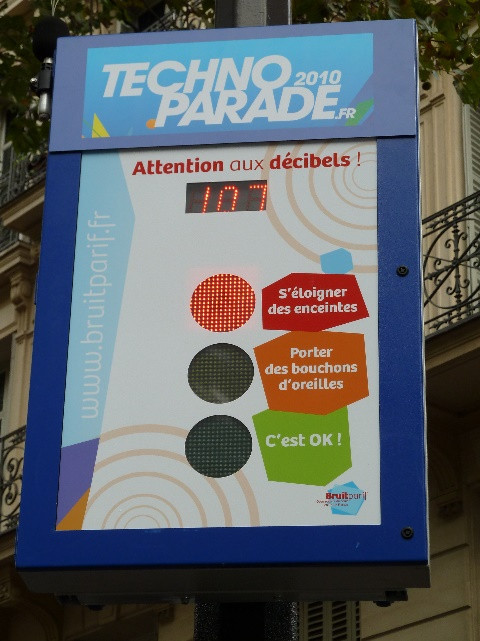 TECHNO 2010
PARADE.FR
Attention aux décibels !
107
www.bruitparif.fr
S'éloigner
des enceintes
Porter
des bouchons
d'oreilles
C'est OK !
Bruitparif